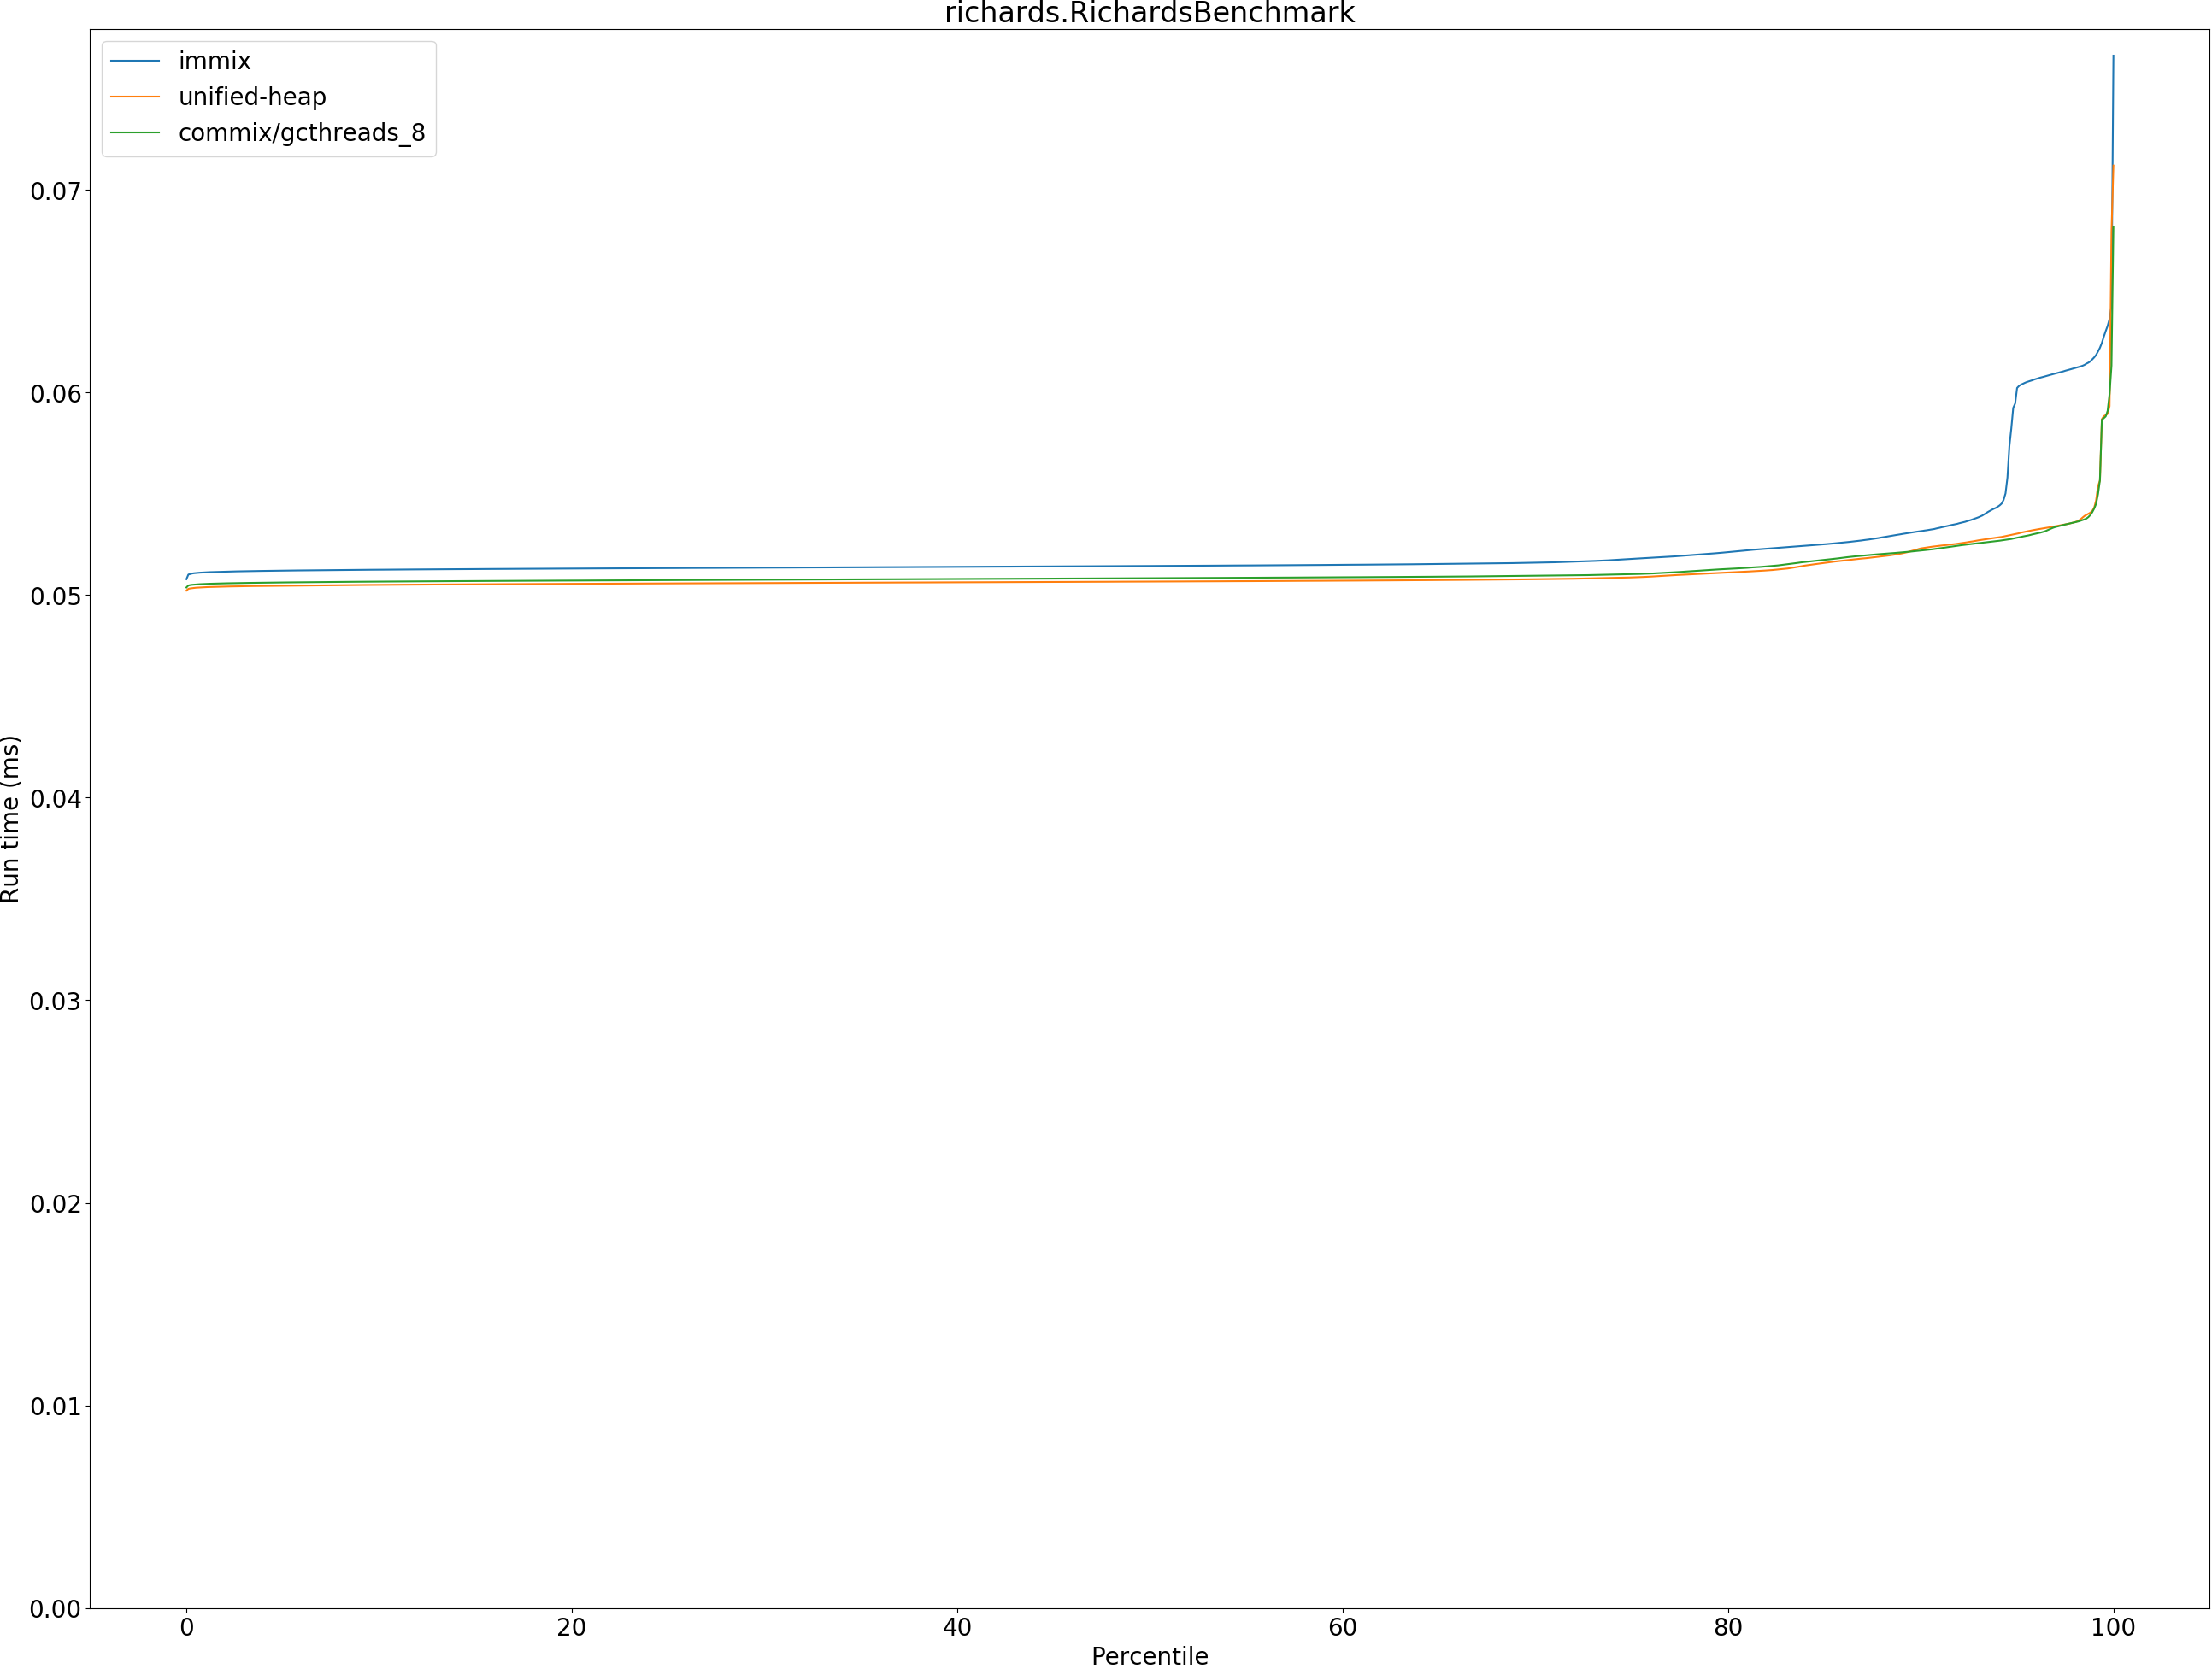 richards.RichardsBenchmark
immix
unified-heap
commix/gcthreads_8
0.07
0.06
0.05
0.04
0.03
0.02
0.01
0.00
Run time (ms)
0 20 40 60 80 100
Percentile